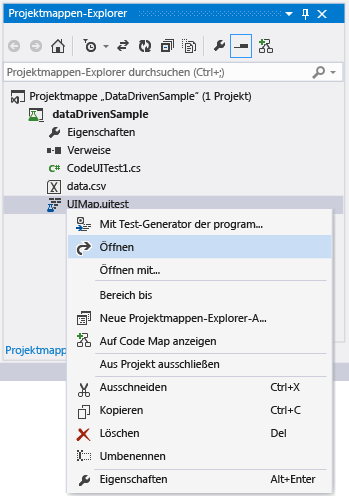 Projektmappen-Explorer
Projektmappen-Explorer durchsuchen (Ctrl+;)
Projektmappe „DataDrivenSample“ (1 Projekt)
dataDrivenSample
Eigenschaften
Verweise
CodeUITest1.cs
data.csv
UIMap.uitest
Mit Test-Generator der program...
Öffnen
Öffnen mit...
Bereich bis
Neue Projektmappen-Explorer-A...
Auf Code Map anzeigen
Projektmapp
Aus Projekt ausschließen
Ausschneiden Ctrl+X
Kopieren Ctrl+C
Löschen Del
Umbenennen
Eigenschaften Alt+Enter